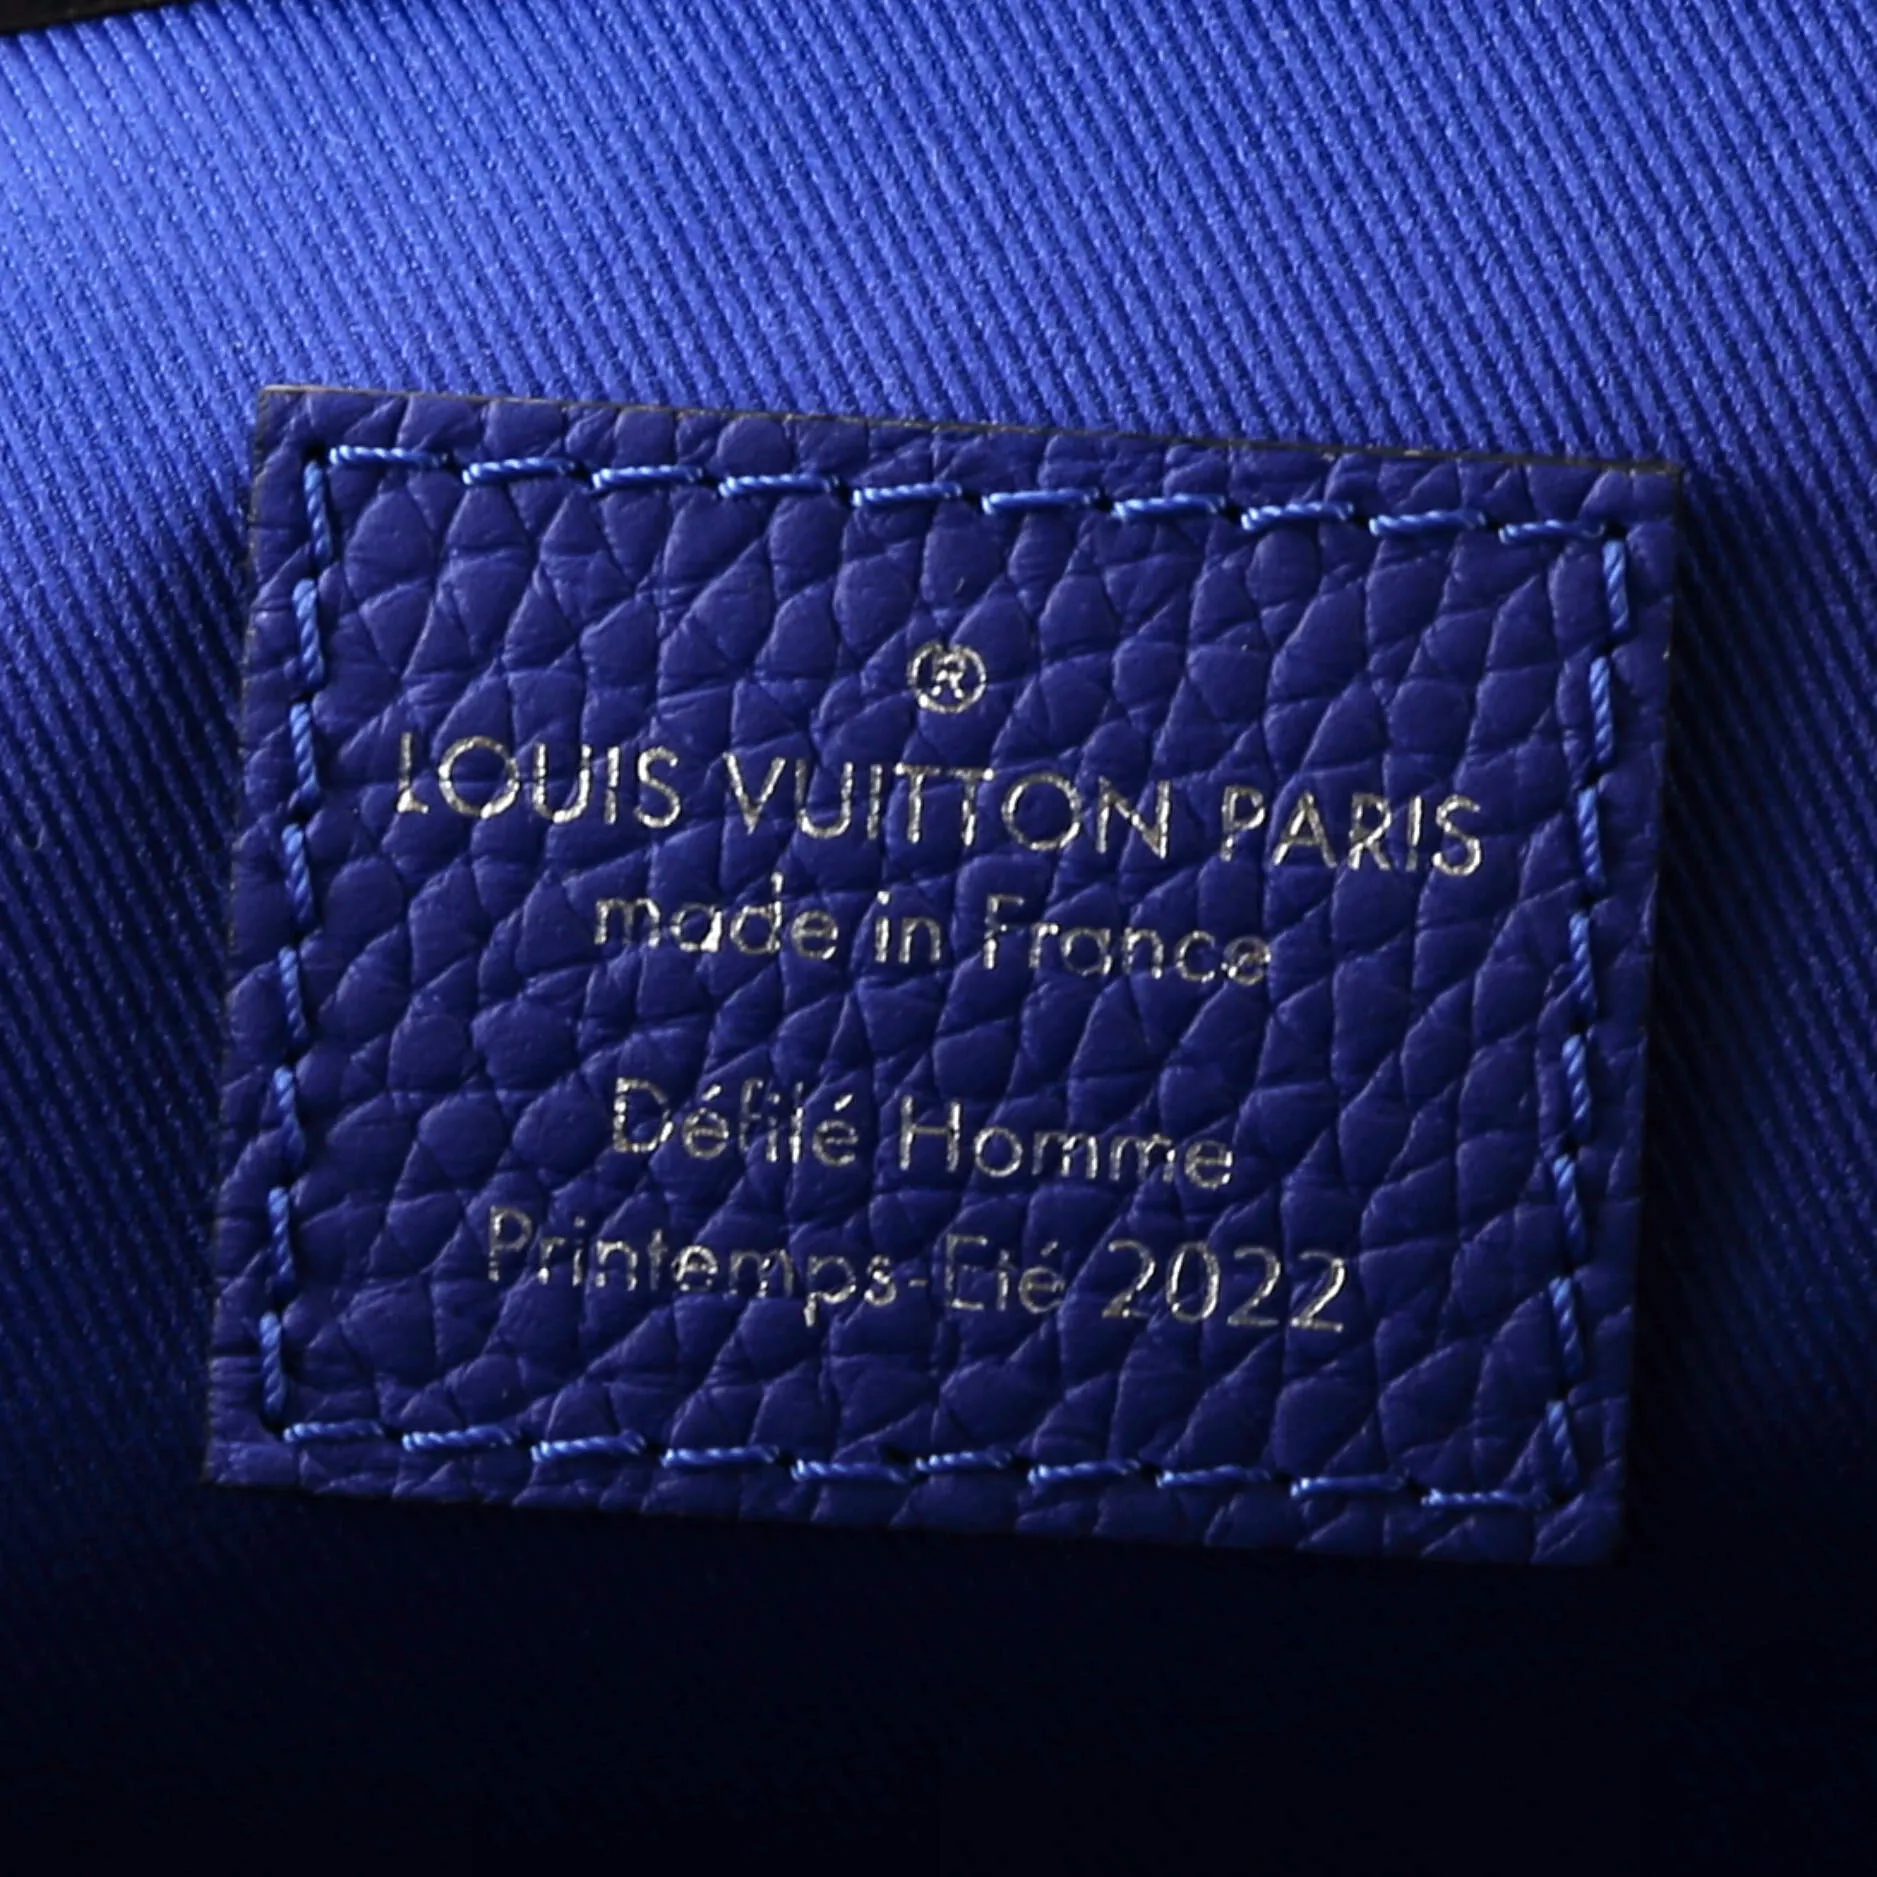 ®
LOUIS VUITTON PARIS
made in France
Défilé Homme
Printemps-Eté 2022